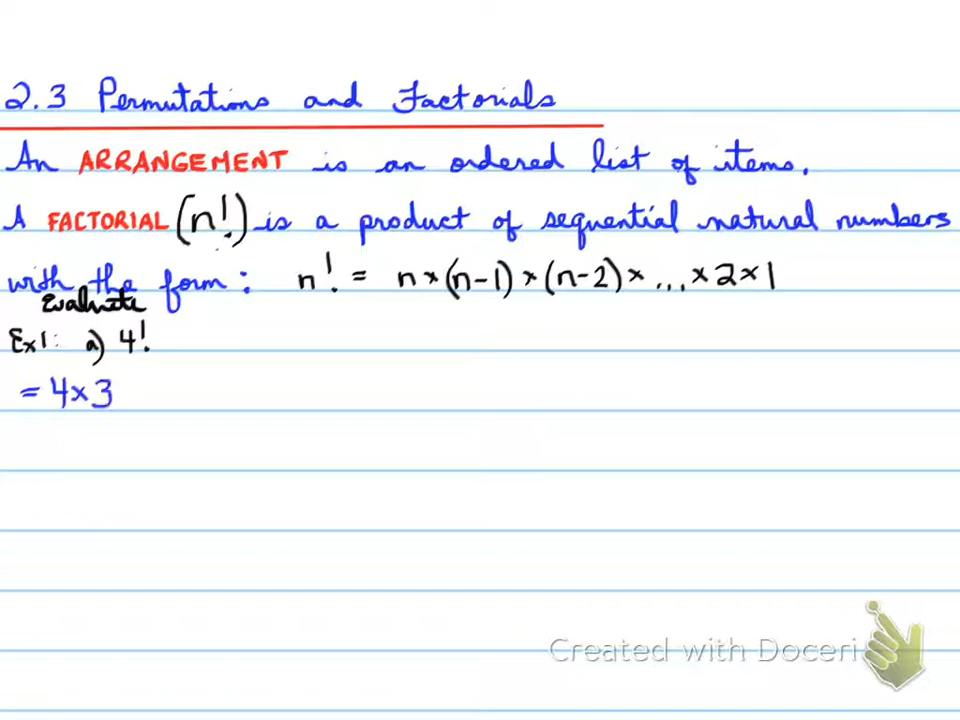 2.3 Permutations and Factorials
An ARRANGEMENT is an ordered list of items.
A FACTORIAL (n!) is a product of sequential natural numbers
with the form: n! = n × (n-1) × (n-2) × ... × 2 × 1
Evaluate
Ex1: a) 4!
= 4 × 3
Created with Doceri